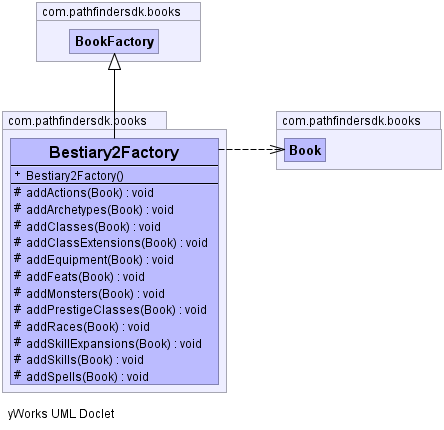 com.pathfindersdk.books
BookFactory
com.pathfindersdk.books
Bestiary2Factory
+ Bestiary2Factory()
# addActions(Book) : void
# addArchetypes(Book) : void
# addClasses(Book) : void
# addClassExtensions(Book) : void
# addEquipment(Book) : void
# addFeats(Book) : void
# addMonsters(Book) : void
# addPrestigeClasses(Book) : void
# addRaces(Book) : void
# addSkillExpansions(Book) : void
# addSkills(Book) : void
# addSpells(Book) : void
com.pathfindersdk.books
Book
yWorks UML Doclet